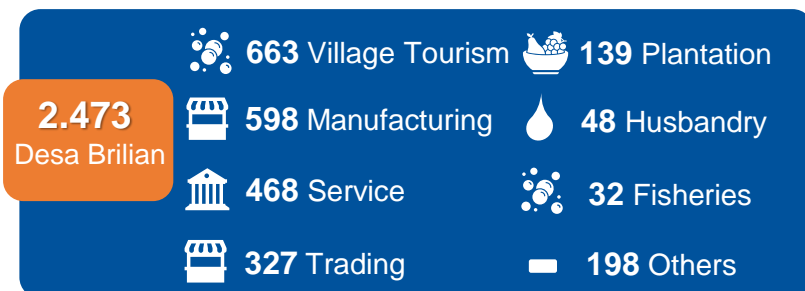 2.473
Desa Brilian
663 Village Tourism
598 Manufacturing
468 Service
327 Trading
139 Plantation
48 Husbandry
32 Fisheries
198 Others